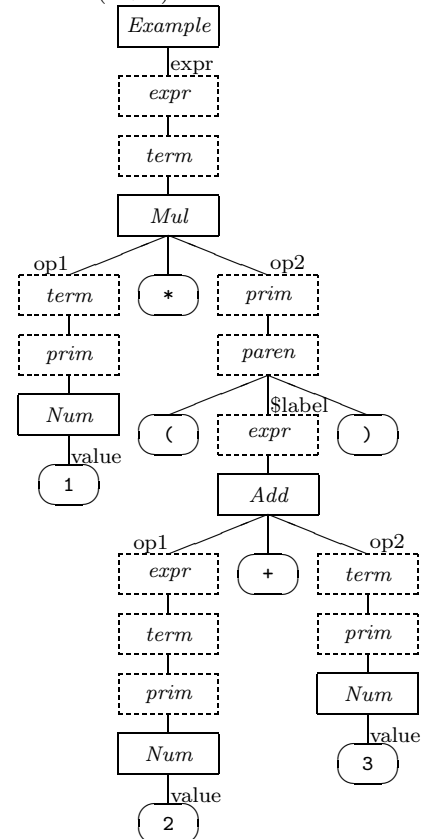 Example
expr
expr
term
Mul
op1 op2
term * prim
prim paren
Num ( $label )
expr
value
1 Add
op1 op2
expr + term
term prim
prim Num
value
Num 3
value
2